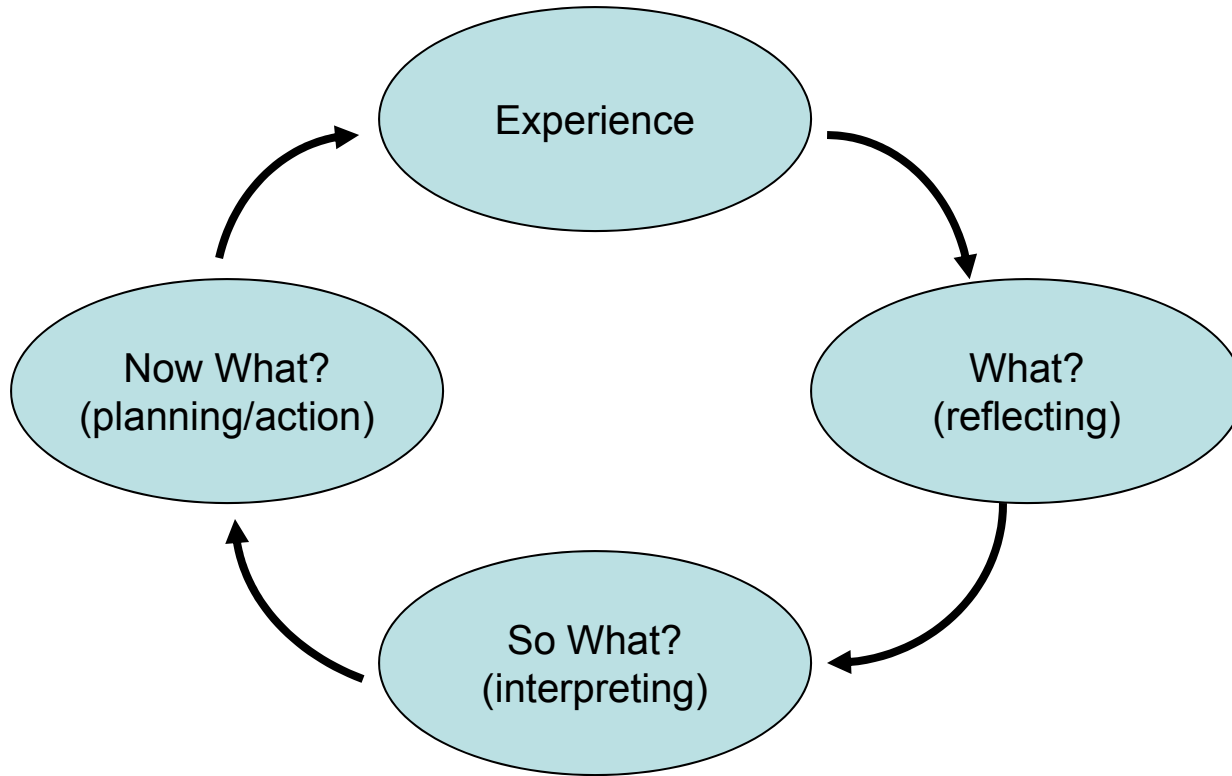 Experience
What?
(reflecting)
So What?
(interpreting)
Now What?
(planning/action)